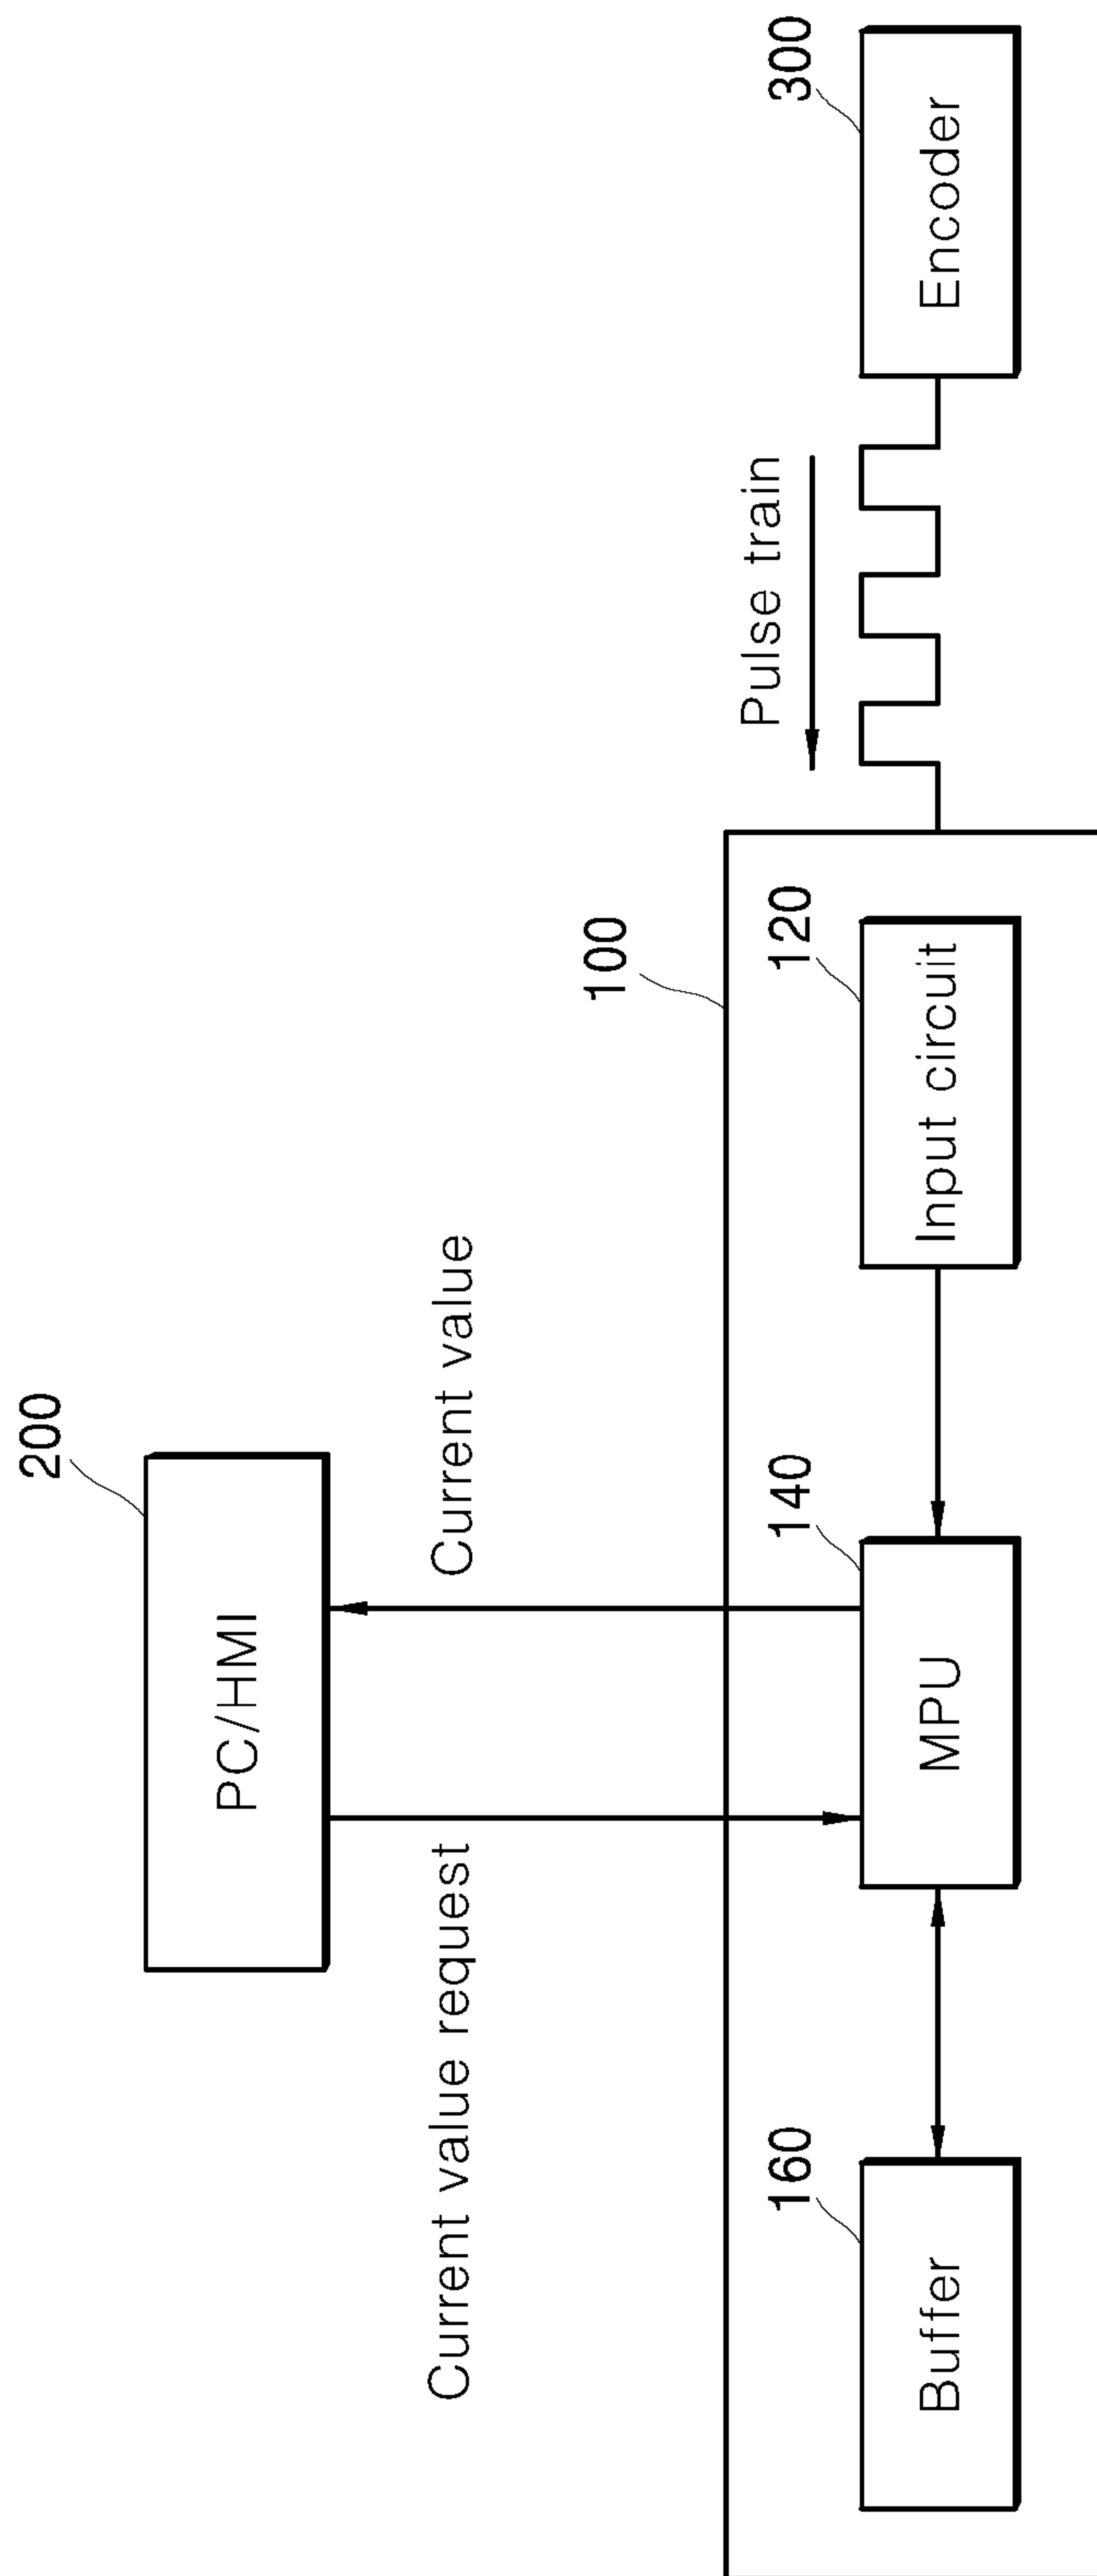 200
PC/HMI
Current value request
Current value
100
Pulse train
160
140
120
300
Buffer
MPU
Input circuit
Encoder